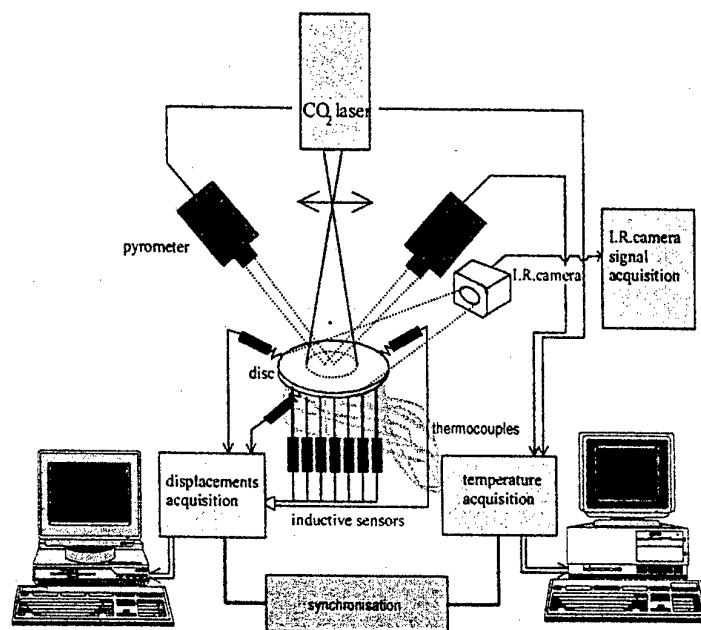 CO2 laser
pyrometer
I.R.camera
I.R.camera
signal
acquisition
disc
thermocouples
displacements
acquisition
temperature
acquisition
inductive sensors
synchronisation